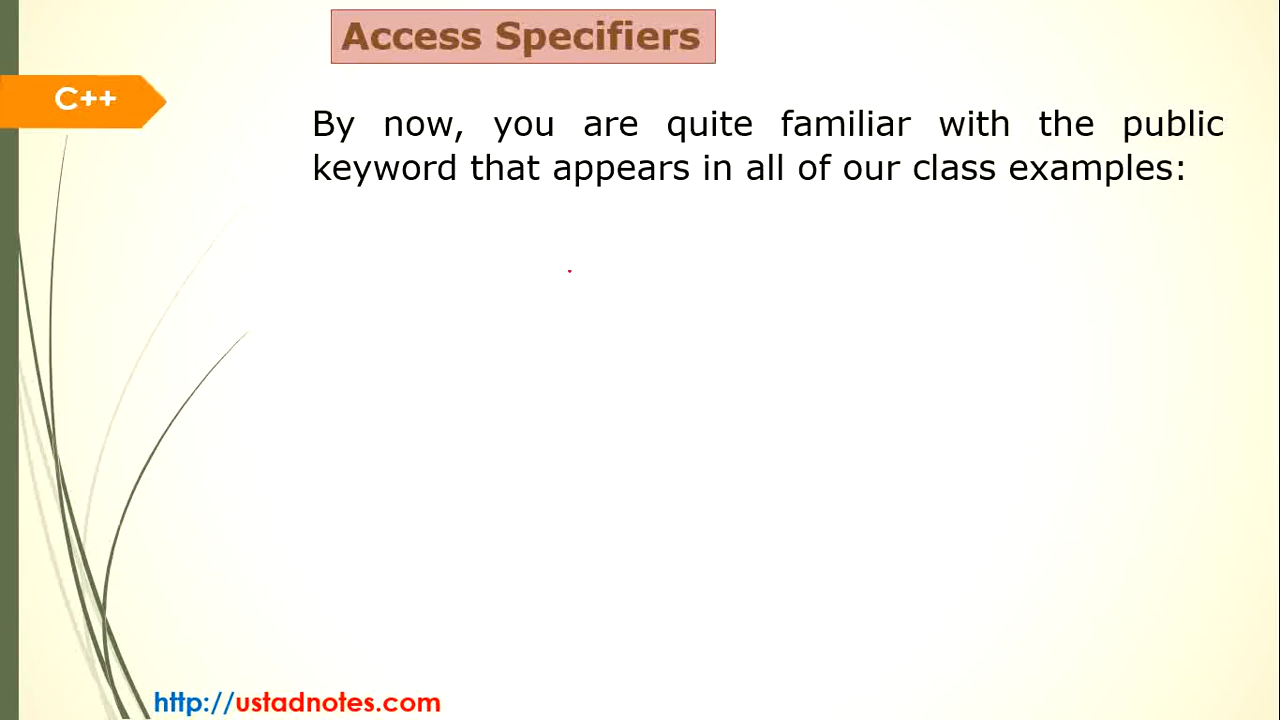 Access Specifiers
C++
By now, you are quite familiar with the public
keyword that appears in all of our class examples:
http://ustadnotes.com